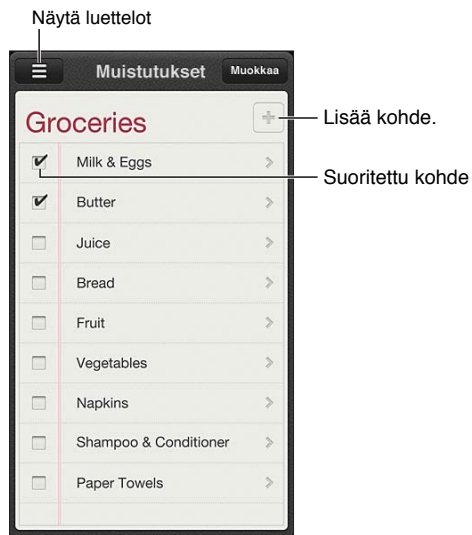 Näytä luettelot
Muistutukset
Muokkaa
Groceries
Lisää kohde.
Milk & Eggs
Suoritettu kohde
Butter
Juice
Bread
Fruit
Vegetables
Napkins
Shampoo & Conditioner
Paper Towels